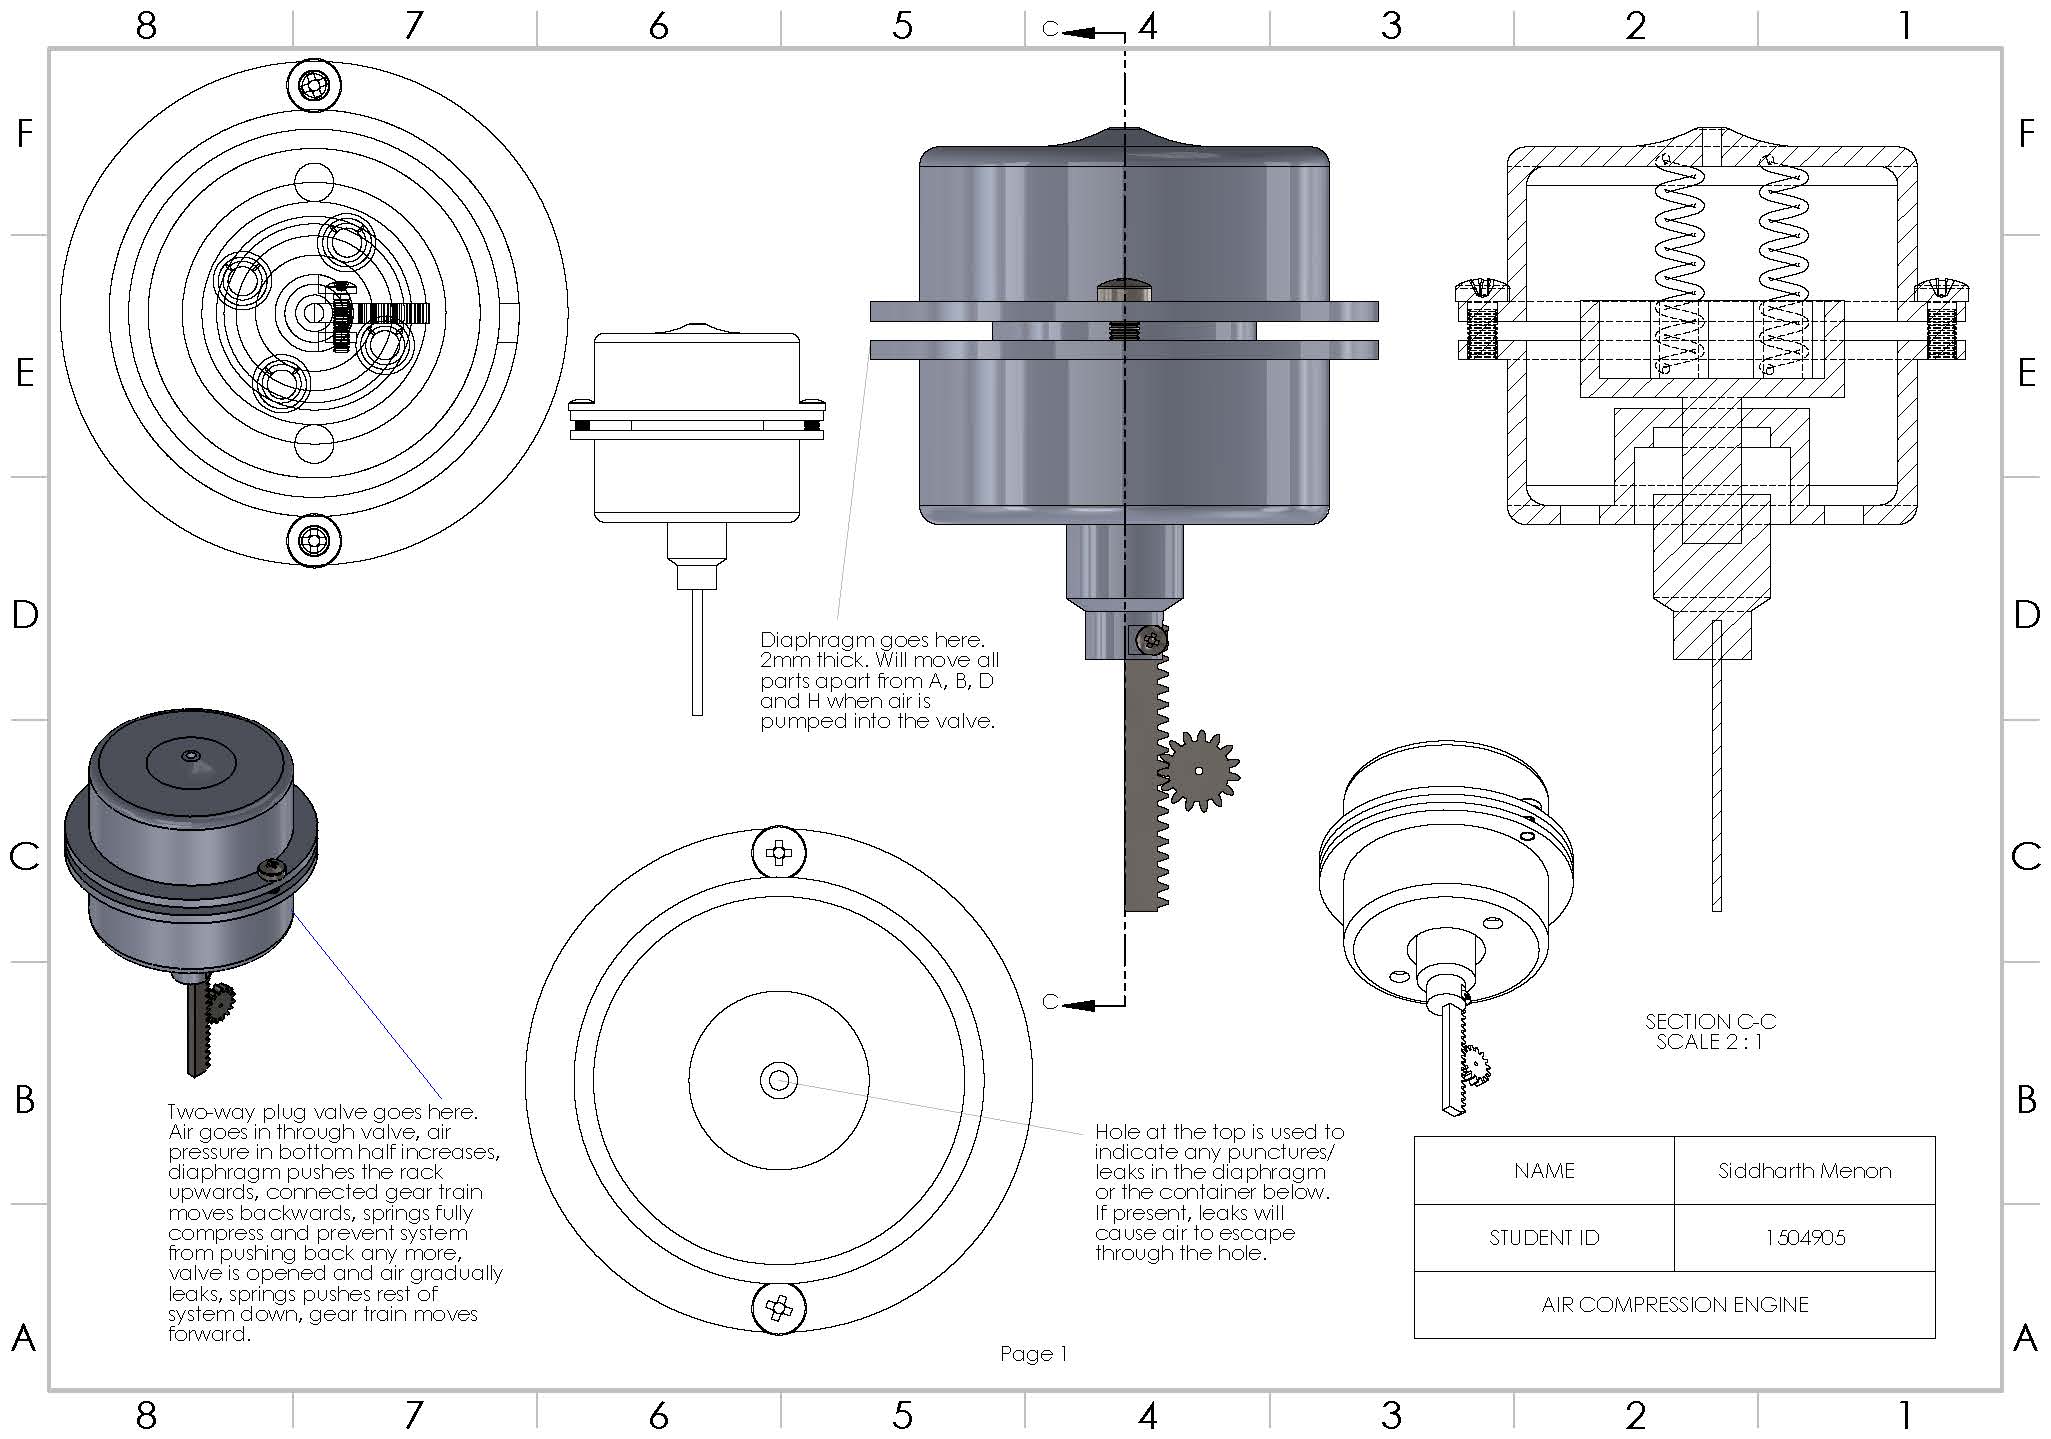 8 7 6 5 4 3 2 1
C
F F
E E
Diaphragm goes here.
2mm thick. Will move all
parts apart from A, B, D
and H when air is
pumped into the valve.
D D
C C
C
SECTION C-C
SCALE 2 : 1
B B
Two-way plug valve goes here.
Air goes in through valve, air
pressure in bottom half increases,
diaphragm pushes the rack
upwards, connected gear train
moves backwards, springs fully
compress and prevent system
from pushing back any more,
valve is opened and air gradually
leaks, springs pushes rest of
system down, gear train moves
forward.
Hole at the top is used to
indicate any punctures/
leaks in the diaphragm
or the container below.
If present, leaks will
cause air to escape
through the hole.
NAME Siddharth Menon
STUDENT ID 1504905
AIR COMPRESSION ENGINE
A A
Page 1
8 7 6 5 4 3 2 1